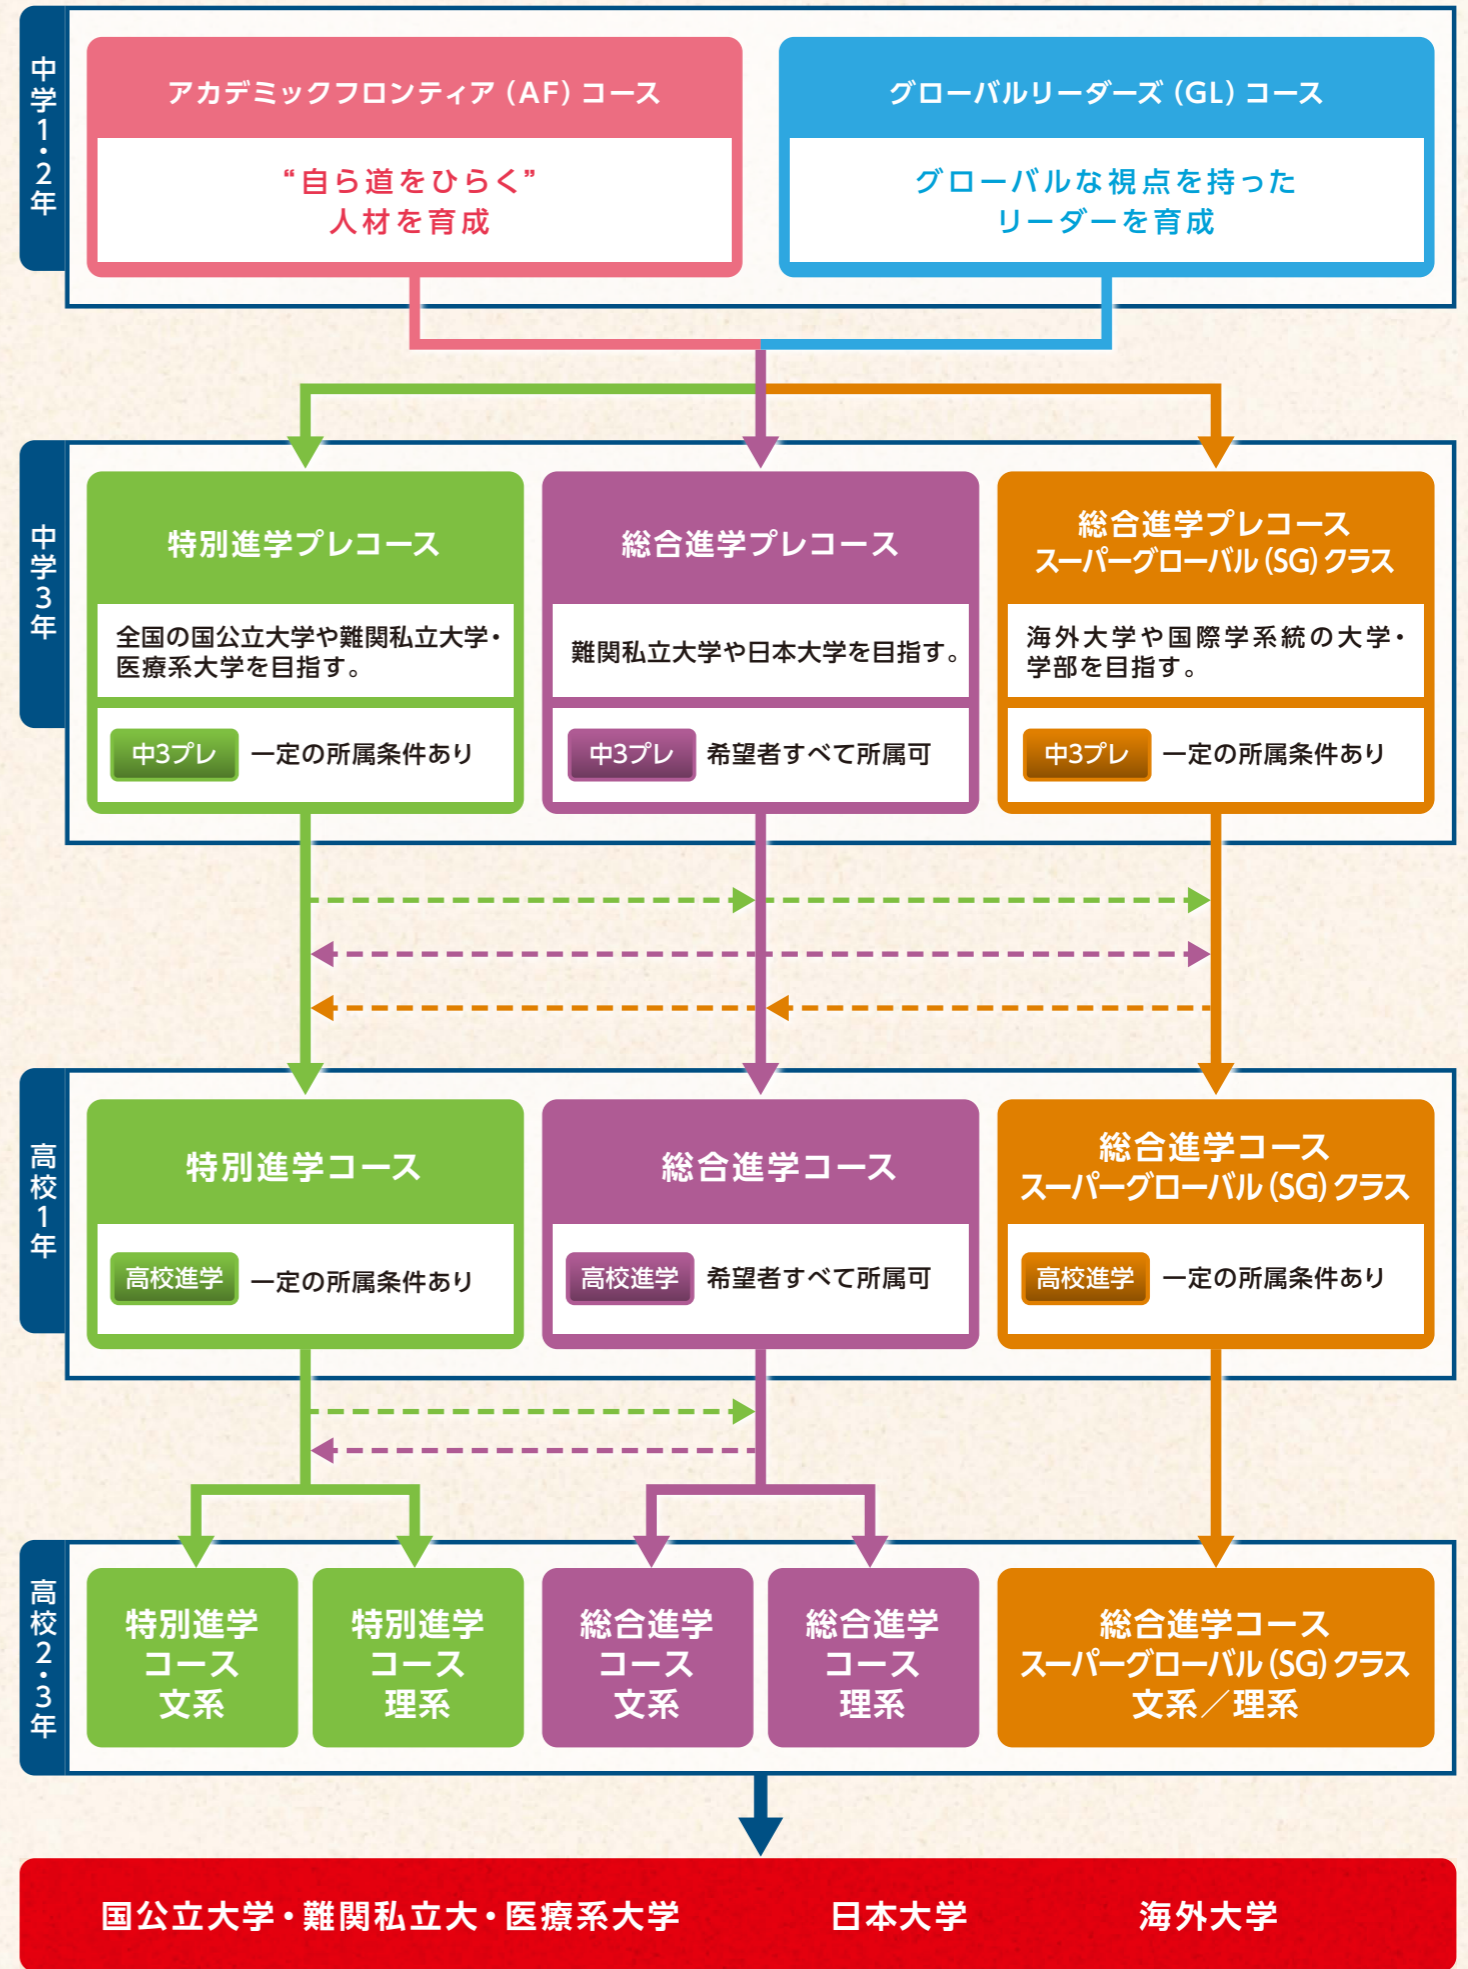 中学1・2年
アカデミックフロンティア（AF）コース
“自ら道をひらく”
人材を育成
グローバルリーダーズ（GL）コース
グローバルな視点を持った
リーダーを育成
中学3年
特別進学プレコース
全国の国公立大学や難関私立大学・
医療系大学を目指す。
中3プレ 一定の所属条件あり
総合進学プレコース
難関私立大学や日本大学を目指す。
中3プレ 希望者すべて所属可
総合進学プレコース
スーパーグローバル（SG）クラス
海外大学や国際学系統の大学・
学部を目指す。
中3プレ 一定の所属条件あり
高校1年
特別進学コース
高校進学 一定の所属条件あり
総合進学コース
高校進学 希望者すべて所属可
総合進学コース
スーパーグローバル（SG）クラス
高校進学 一定の所属条件あり
高校2・3年
特別進学
コース
文系
特別進学
コース
理系
総合進学
コース
文系
総合進学
コース
理系
総合進学コース
スーパーグローバル（SG）クラス
文系／理系
国公立大学・難関私立大・医療系大学 日本大学 海外大学